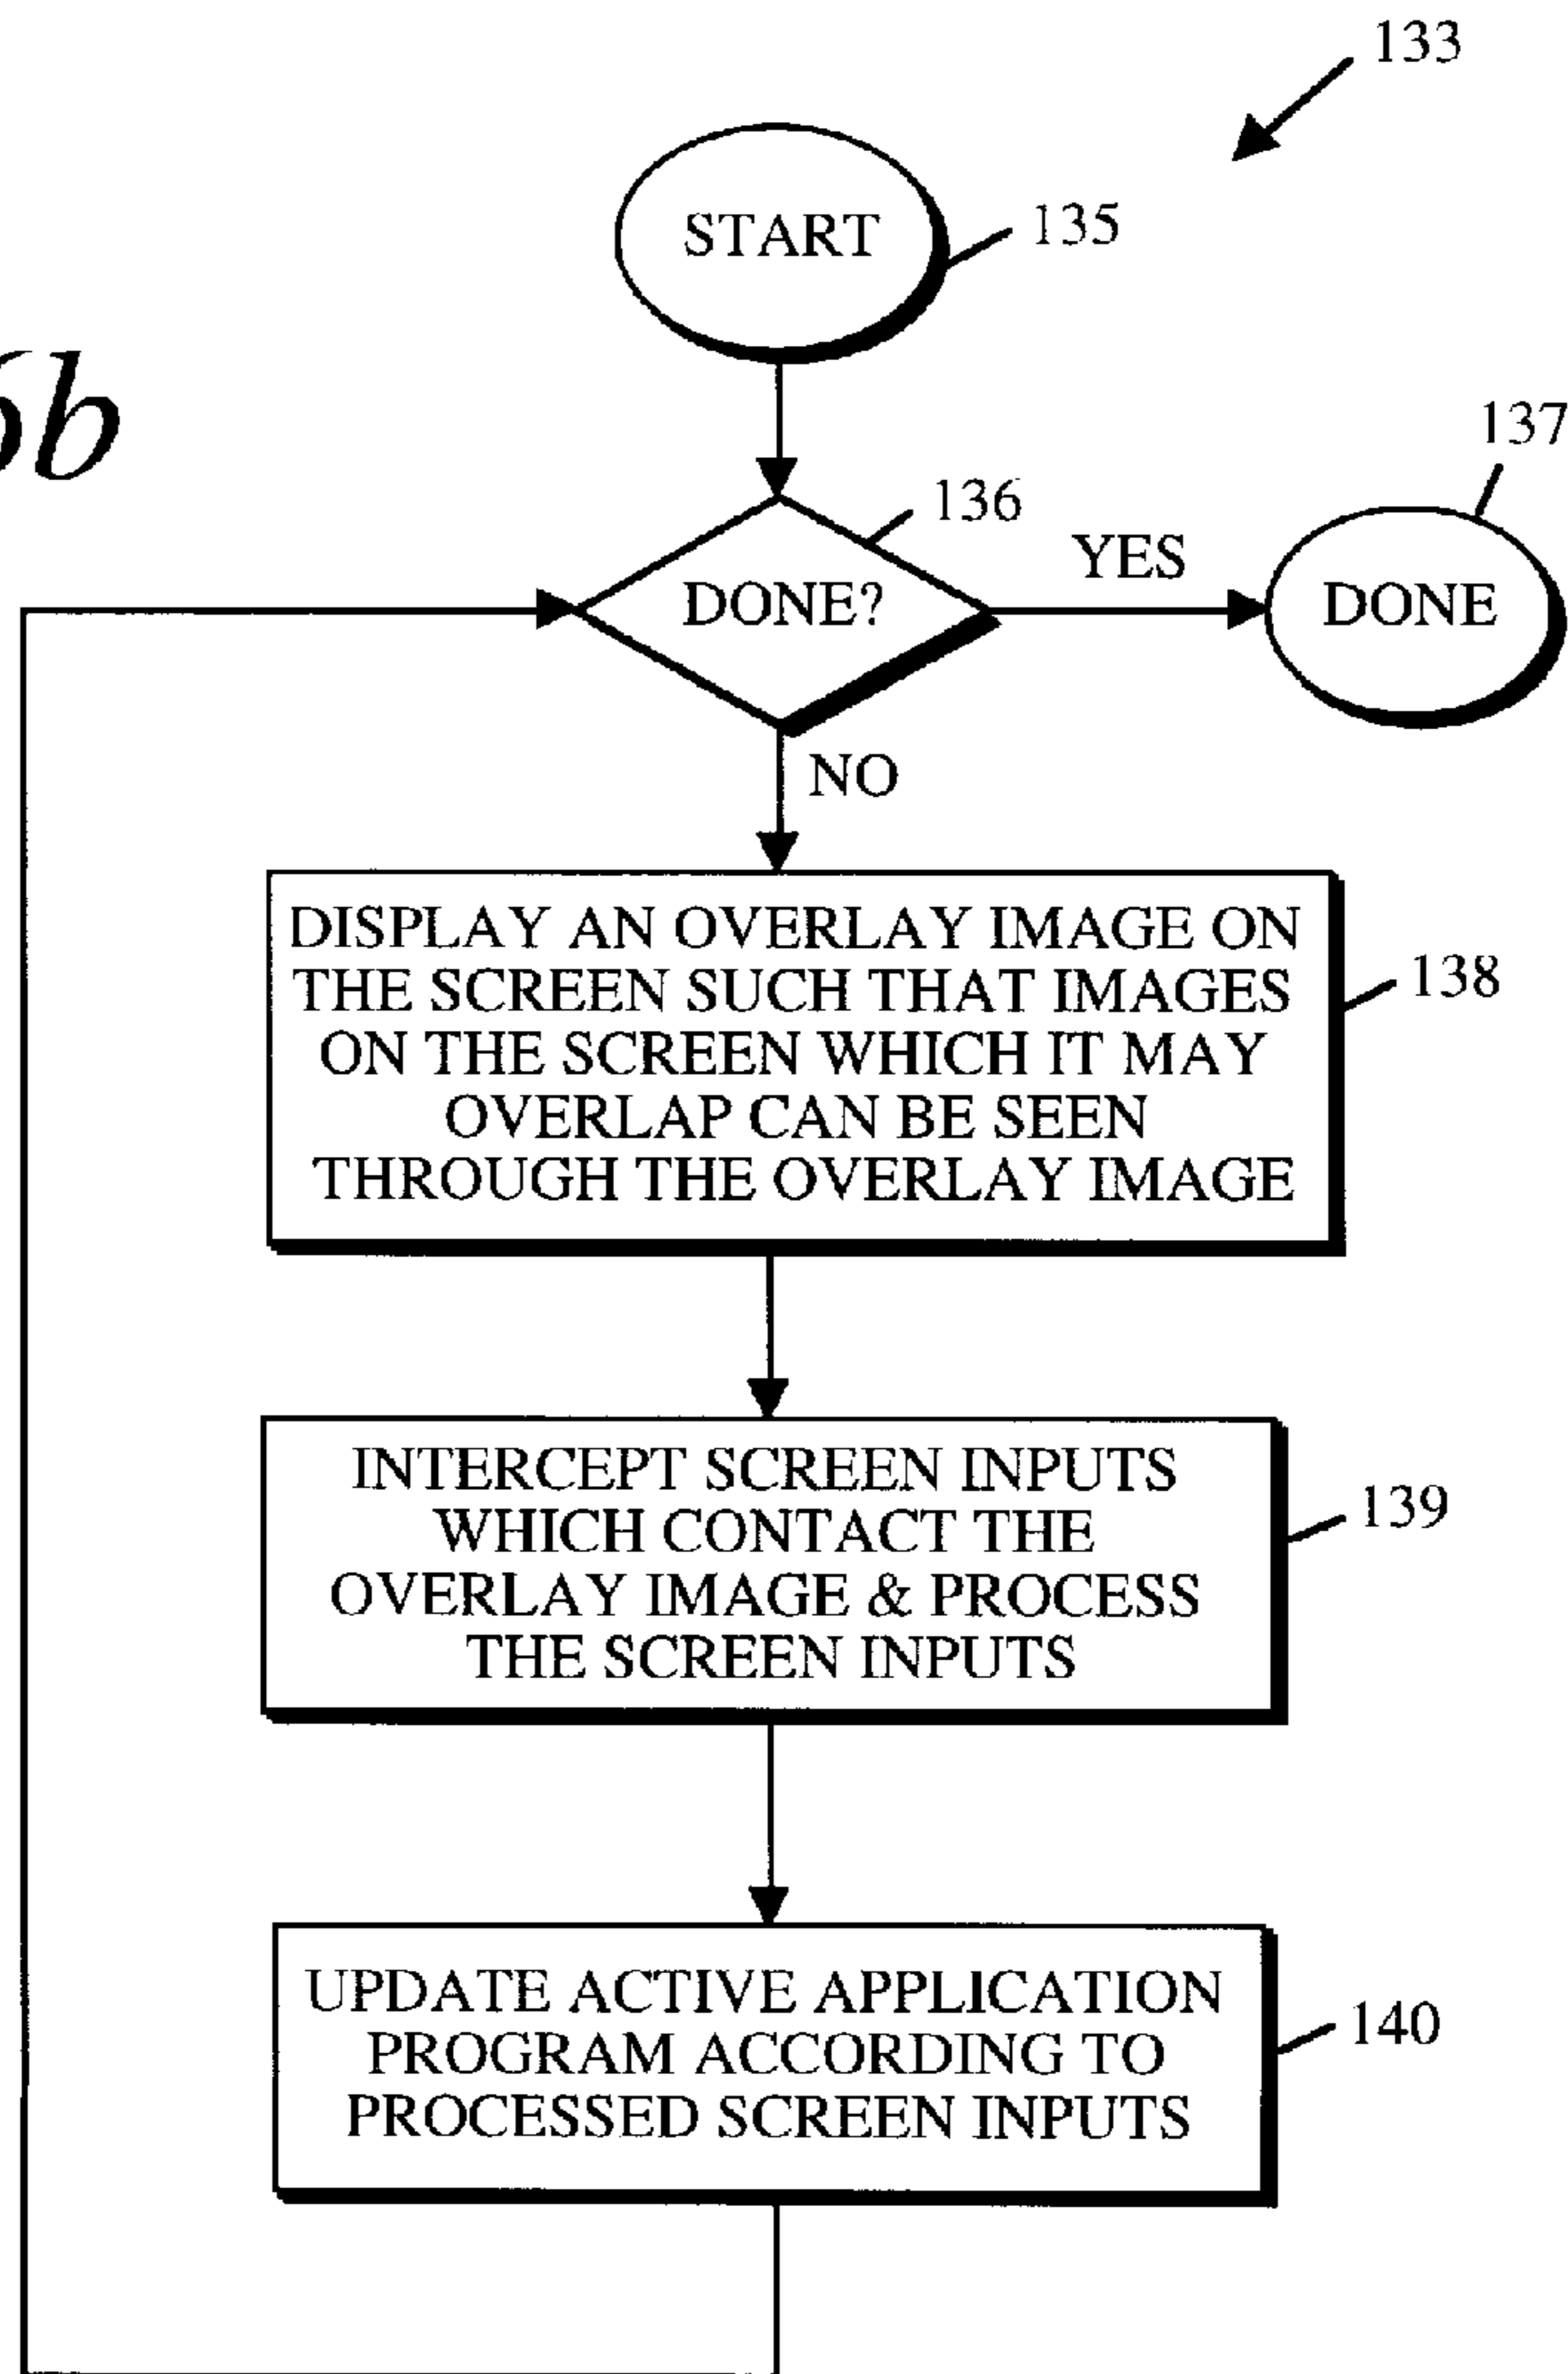 133
START
135
6b
136
137
DONE?
YES
DONE
NO
DISPLAY AN OVERLAY IMAGE ON
THE SCREEN SUCH THAT IMAGES
ON THE SCREEN WHICH IT MAY
OVERLAP CAN BE SEEN
THROUGH THE OVERLAY IMAGE
138
INTERCEPT SCREEN INPUTS
WHICH CONTACT THE
OVERLAY IMAGE & PROCESS
THE SCREEN INPUTS
139
UPDATE ACTIVE APPLICATION
PROGRAM ACCORDING TO
PROCESSED SCREEN INPUTS
140